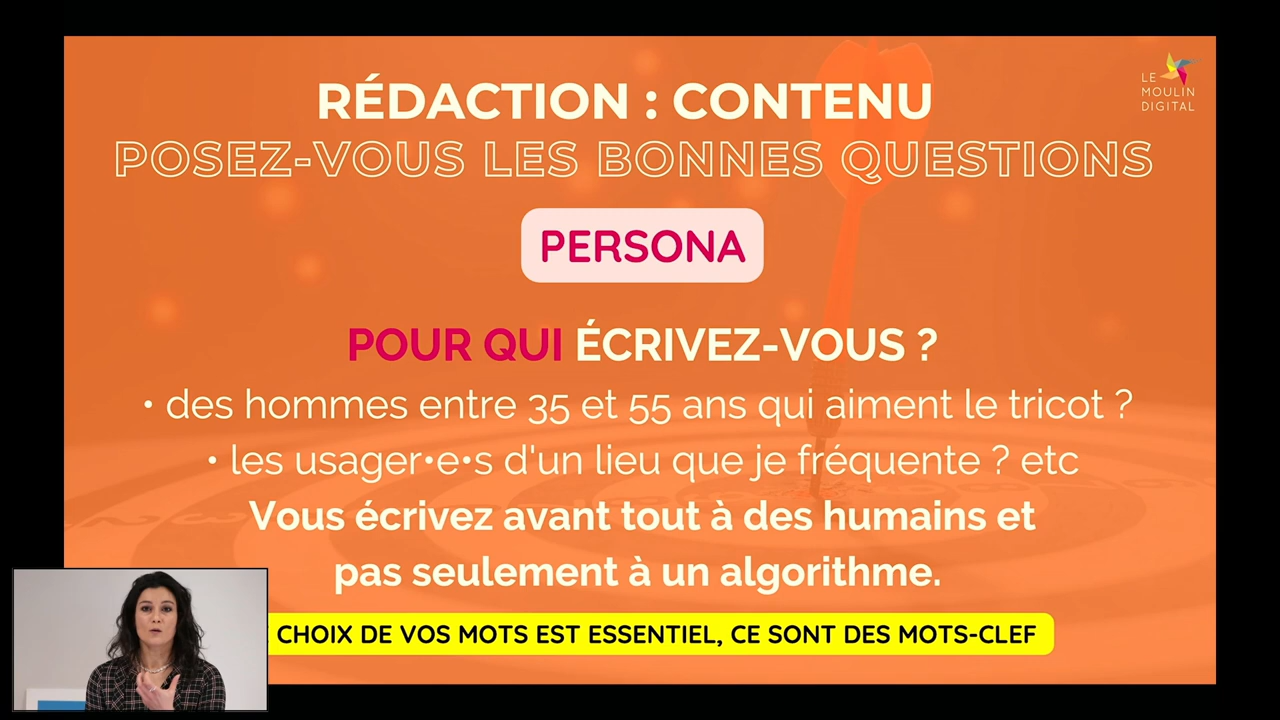 LE
MOULIN
DIGITAL
RÉDACTION : CONTENU
POSEZ-VOUS LES BONNES QUESTIONS
PERSONA
POUR QUI ÉCRIVEZ-VOUS ?
• des hommes entre 35 et 55 ans qui aiment le tricot ?
• les usager•e•s d'un lieu que je fréquente ? etc
Vous écrivez avant tout à des humains et
pas seulement à un algorithme.
CHOIX DE VOS MOTS EST ESSENTIEL, CE SONT DES MOTS-CLEF